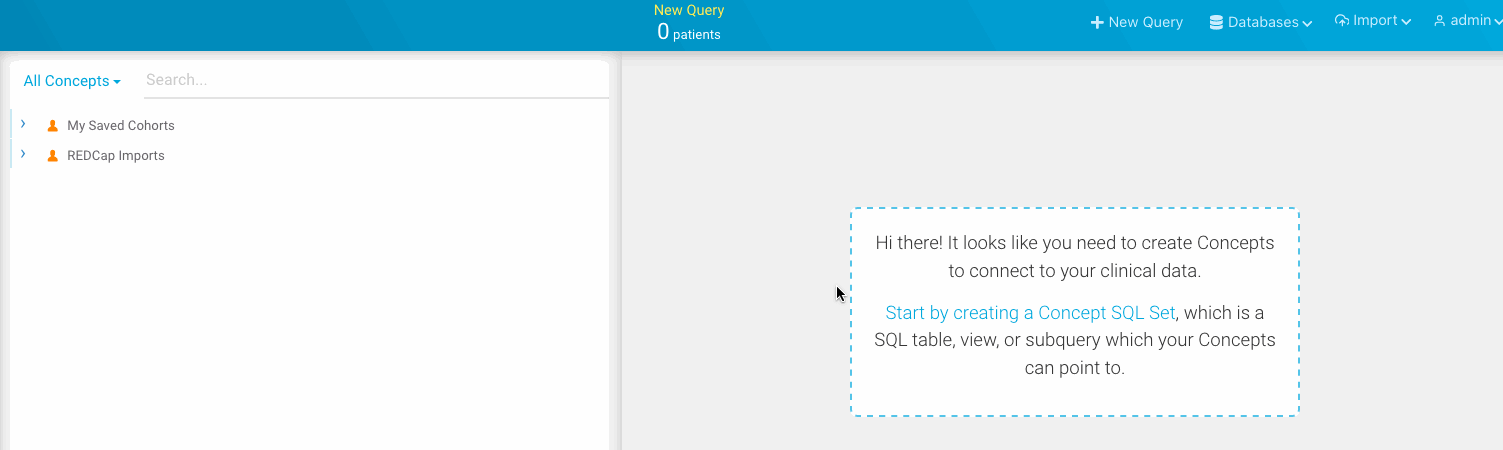 New Query
0 patients
New Query
Databases
Import
admin
All Concepts
Search...
My Saved Cohorts
REDCap Imports
Hi there! It looks like you need to create Concepts
to connect to your clinical data.
Start by creating a Concept SQL Set, which is a
SQL table, view, or subquery which your Concepts
can point to.